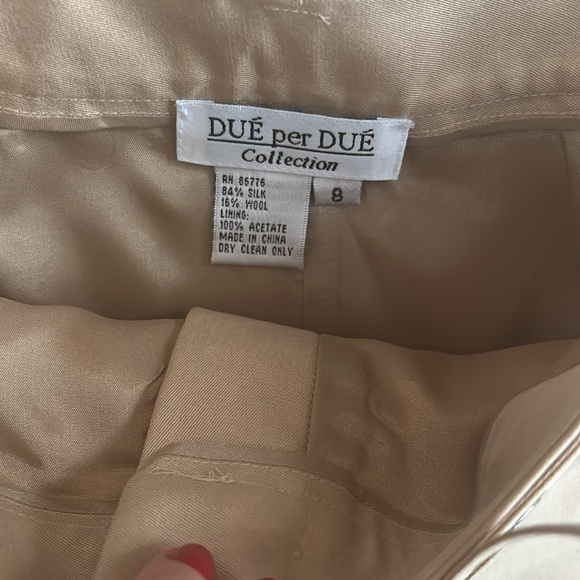 DUÉ per DUÉ
Collection
RN 86776
84% SILK
16% WOOL
LINING:
100% ACETATE
MADE IN CHINA
DRY CLEAN ONLY
8